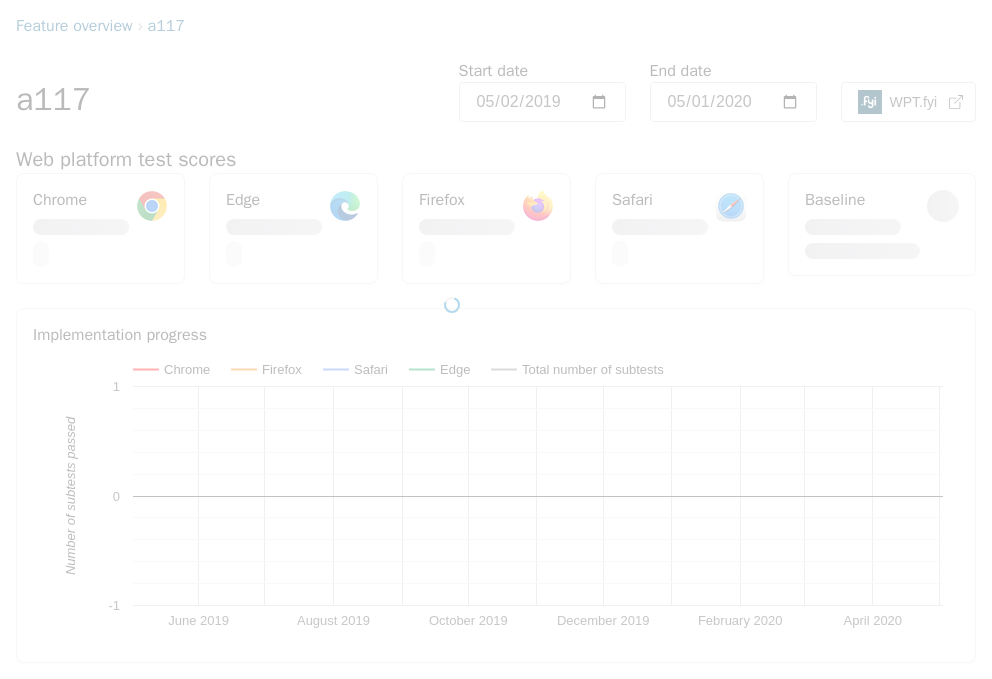 Feature overview › a117
a117
Start date
End date
05/02/2019
05/01/2020
.fyi
WPT.fyi
Web platform test scores
Chrome
Edge
Firefox
Safari
Baseline
Implementation progress
Chrome Firefox Safari Edge Total number of subtests
Number of subtests passed
1
0
-1
June 2019 August 2019 October 2019 December 2019 February 2020 April 2020